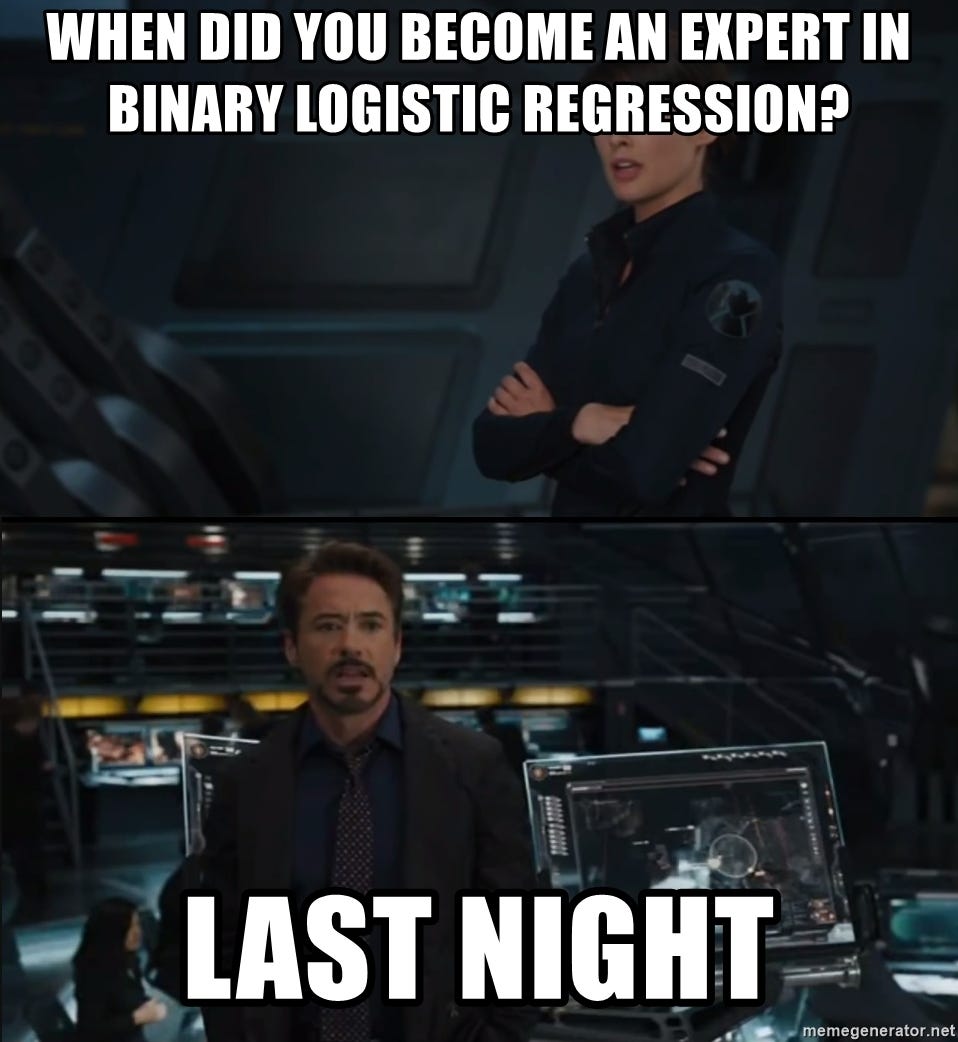 WHEN DID YOU BECOME AN EXPERT IN
BINARY LOGISTIC REGRESSION?
LAST NIGHT
memegenerator.net